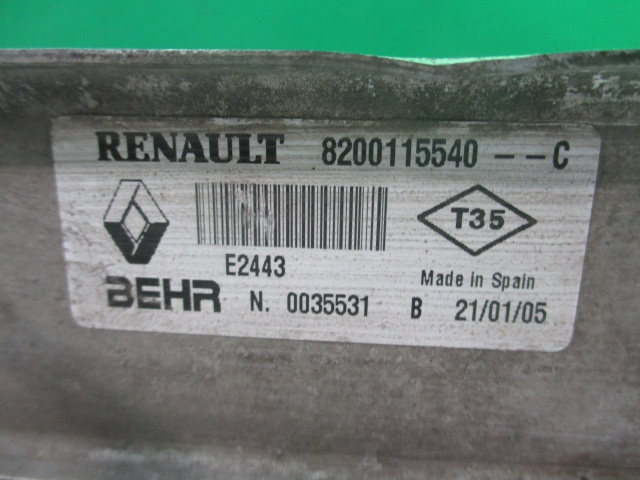 RENAULT 8200115540 -- C
T35
E2443
Made in Spain
BEHR N. 0035531 B 21/01/05